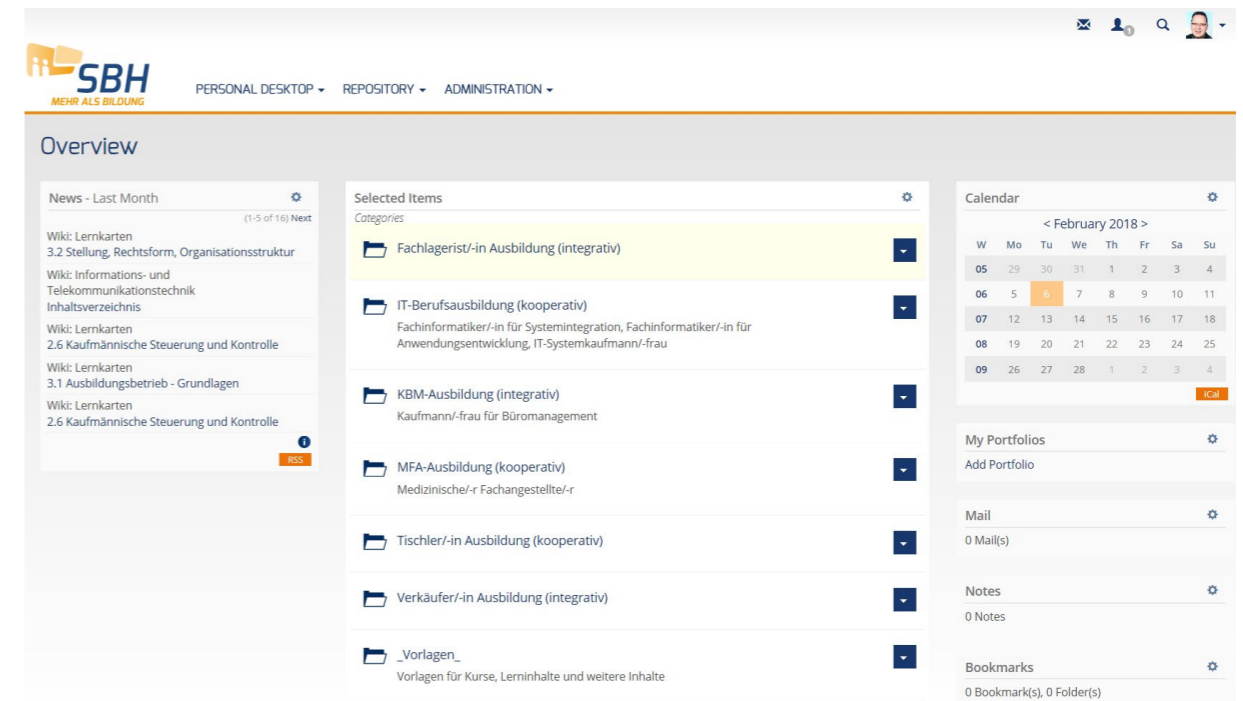 1
SBH
MEHR ALS BILDUNG
PERSONAL DESKTOP
REPOSITORY
ADMINISTRATION
Overview
News - Last Month
(1-5 of 16) Next
Wiki: Lernkarten
3.2 Stellung, Rechtsform, Organisationsstruktur
Wiki: Informations- und
Telekommunikationstechnik
Inhaltsverzeichnis
Wiki: Lernkarten
2.6 Kaufmännische Steuerung und Kontrolle
Wiki: Lernkarten
3.1 Ausbildungsbetrieb - Grundlagen
Wiki: Lernkarten
2.6 Kaufmännische Steuerung und Kontrolle
RSS
Selected Items
Categories
Fachlagerist/-in Ausbildung (integrativ)
IT-Berufsausbildung (kooperativ)
Fachinformatiker/-in für Systemintegration, Fachinformatiker/-in für
Anwendungsentwicklung, IT-Systemkaufmann/-frau
KBM-Ausbildung (integrativ)
Kaufmann/-frau für Büromanagement
MFA-Ausbildung (kooperativ)
Medizinische/-r Fachangestellte/-r
Tischler/-in Ausbildung (kooperativ)
Verkäufer/-in Ausbildung (integrativ)
_Vorlagen_
Vorlagen für Kurse, Lerninhalte und weitere Inhalte
Calendar
< February 2018 >
W Mo Tu We Th Fr Sa Su
05 29 30 31 1 2 3 4
06 5 6 7 8 9 10 11
07 12 13 14 15 16 17 18
08 19 20 21 22 23 24 25
09 26 27 28 1 2 3 4
iCal
My Portfolios
Add Portfolio
Mail
0 Mail(s)
Notes
0 Notes
Bookmarks
0 Bookmark(s), 0 Folder(s)